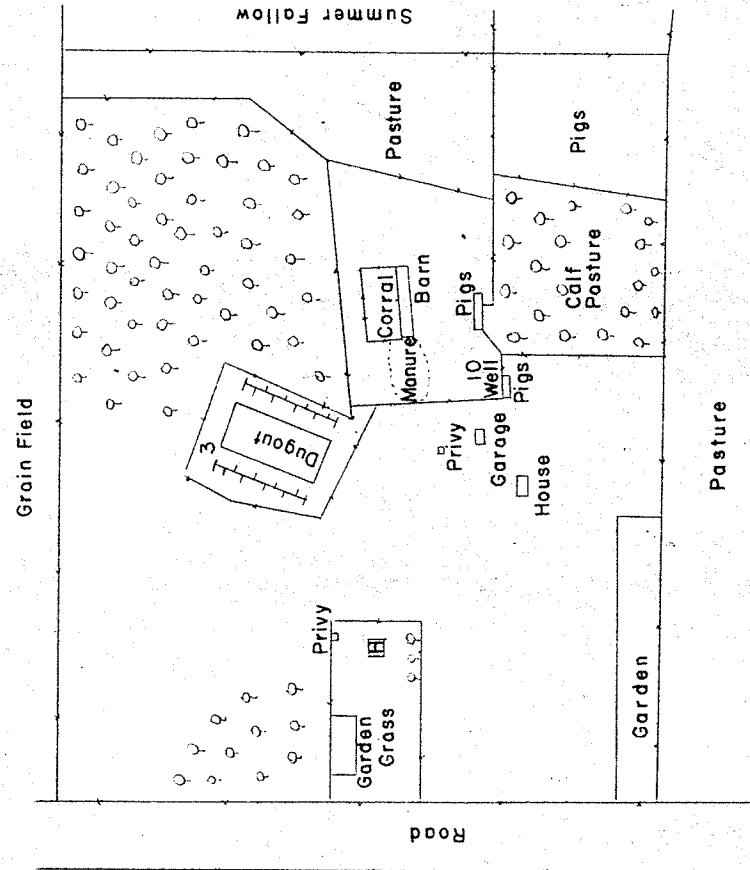 Summer Fallow
Grain Field
Pasture
Pigs
Corral
Barn
Manure
Pigs
Calf
Pasture
10
Well
Pigs
3
Dugout
Privy
Garage
House
Pasture
Privy
H
Garden
Grass
Garden
Road